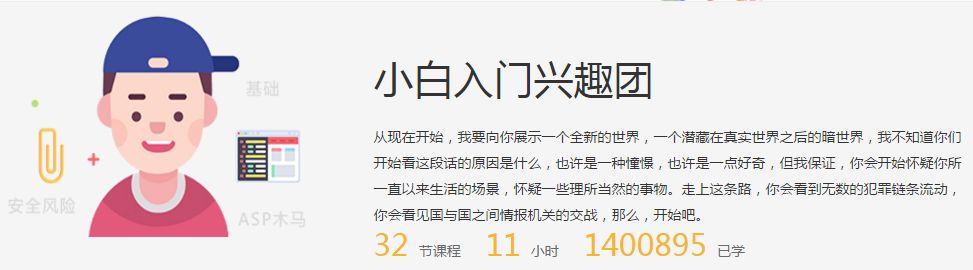 小白入门兴趣团
基础
安全风险
ASP木马
从现在开始，我要向你展示一个全新的世界，一个潜藏在真实世界之后的暗世界，我不知道你们
开始看这段话的原因是什么，也许是一种憧憬，也许是一点好奇，但我保证，你会开始怀疑你所
一直以来生活的场景，怀疑一些理所当然的事物。走上这条路，你会看到无数的犯罪链条流动，
你会看见国与国之间情报机关的交战，那么，开始吧。
32 节课程 11 小时 1400895 已学